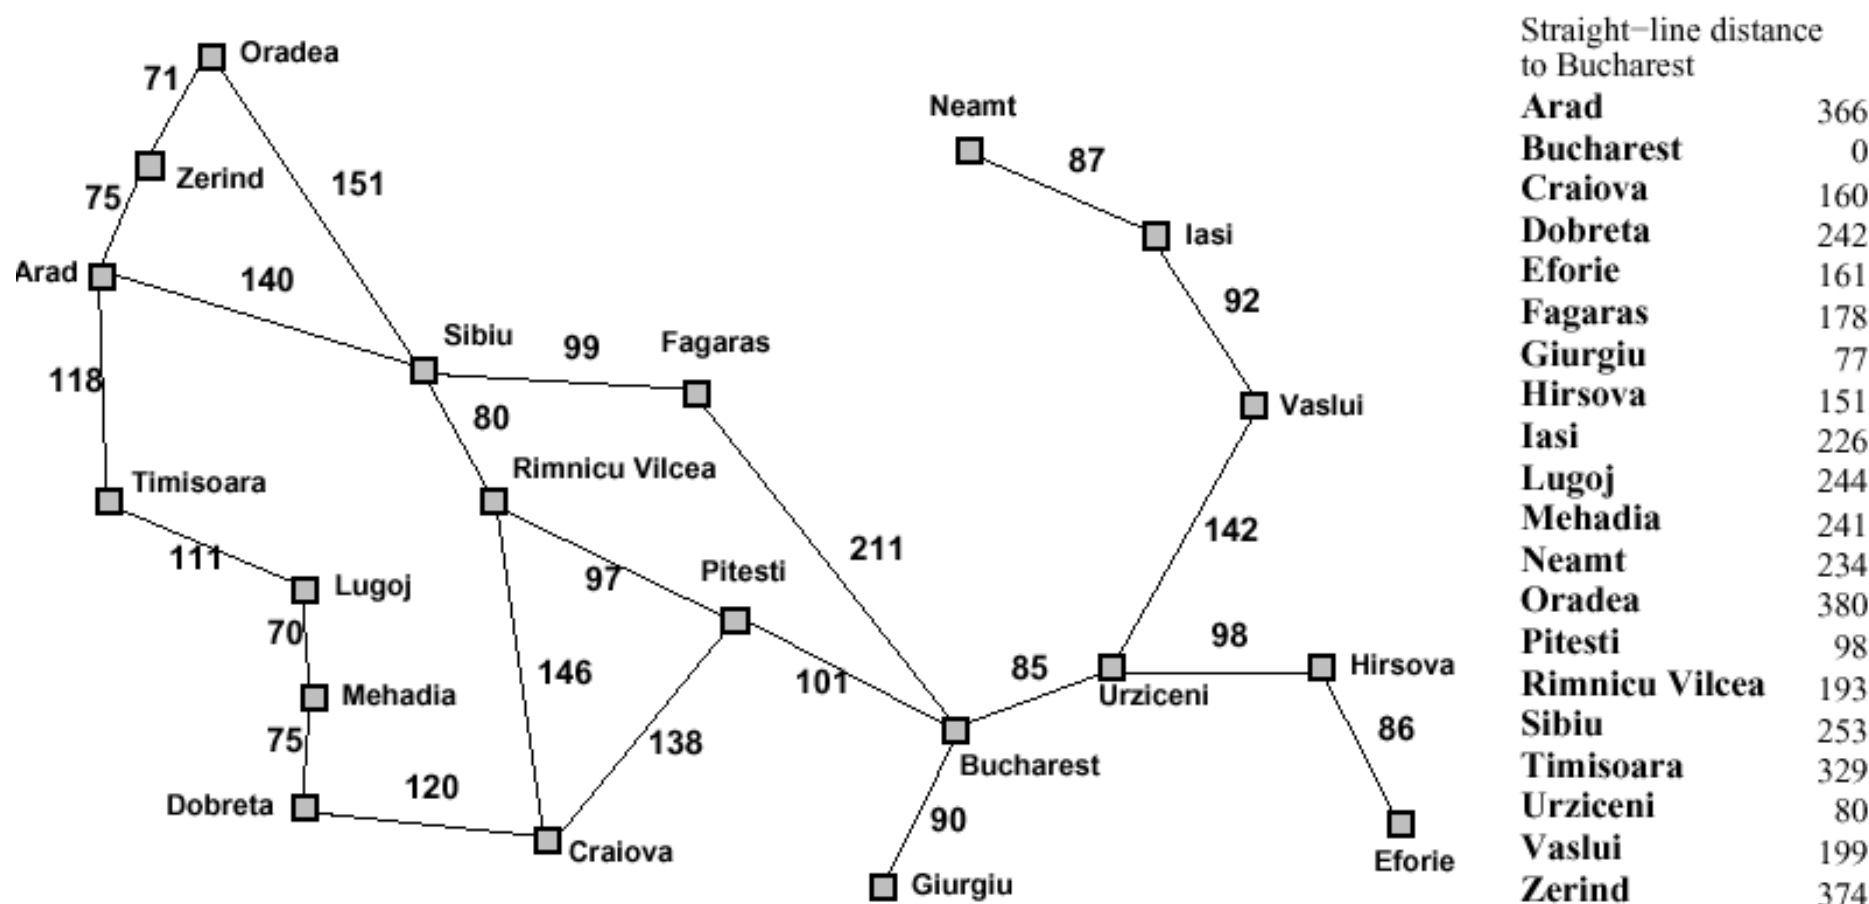 Oradea
71
Neamt
87
Zerind
151
75
Iasi
Arad
140
92
Sibiu
99
Fagaras
118
80
Vaslui
Timisoara
Rimnicu Vilcea
142
111
211
97
Pitesti
Lugoj
70
98
146
101
85
Hirsova
Mehadia
Urziceni
75
138
86
Bucharest
120
Dobreta
90
Craiova
Eforie
Giurgiu
Straight−line distance
to Bucharest
Arad 366
Bucharest 0
Craiova 160
Dobreta 242
Eforie 161
Fagaras 178
Giurgiu 77
Hirsova 151
Iasi 226
Lugoj 244
Mehadia 241
Neamt 234
Oradea 380
Pitesti 98
Rimnicu Vilcea 193
Sibiu 253
Timisoara 329
Urziceni 80
Vaslui 199
Zerind 374